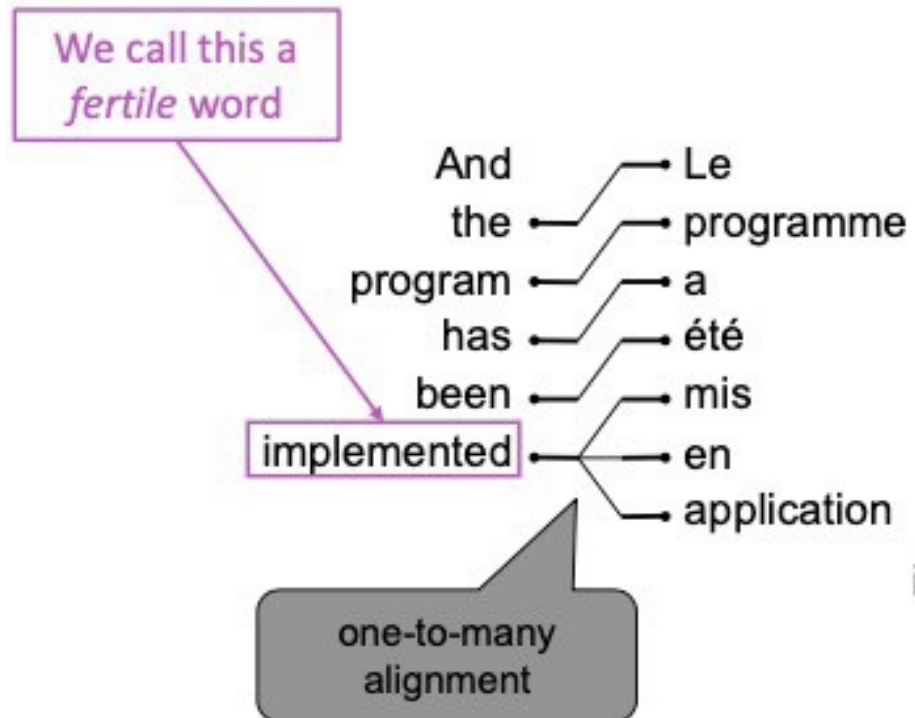 We call this a
fertile word
And
the
program
has
been
implemented
Le
programme
a
été
mis
en
application
one-to-many
alignment